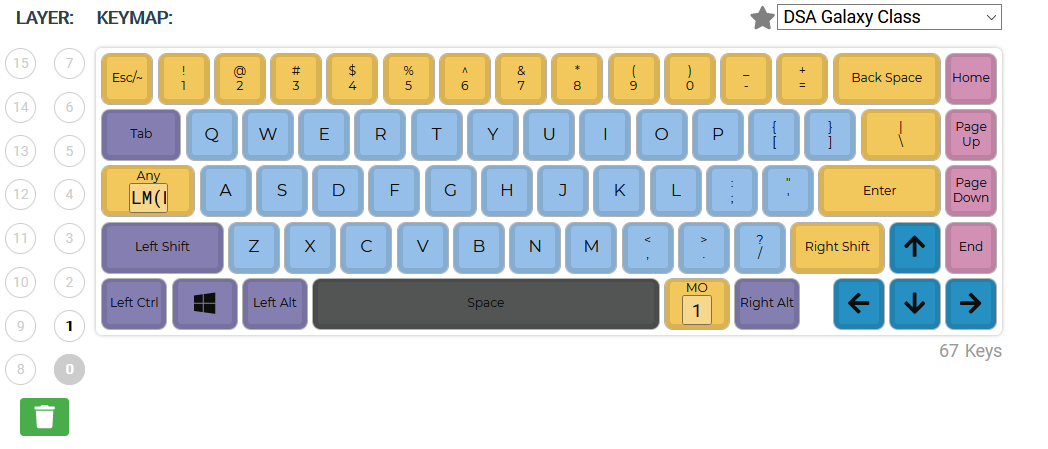 LAYER: KEYMAP: DSA Galaxy Class
15 7 Esc/~ ! 1 @ 2 # 3 $ 4 % 5 ^ 6 & 7 * 8 ( 9 ) 0 _ - + = Back Space Home
14 6 Tab Q W E R T Y U I O P { [ } ] | \ Page Up
13 5
12 4 Any LM( A S D F G H J K L : ; " ' Enter Page Down
11 3 Left Shift Z X C V B N M < , > . ? / Right Shift End
10 2 Left Ctrl Left Alt Space MO 1 Right Alt
9 1
67 Keys
8 0